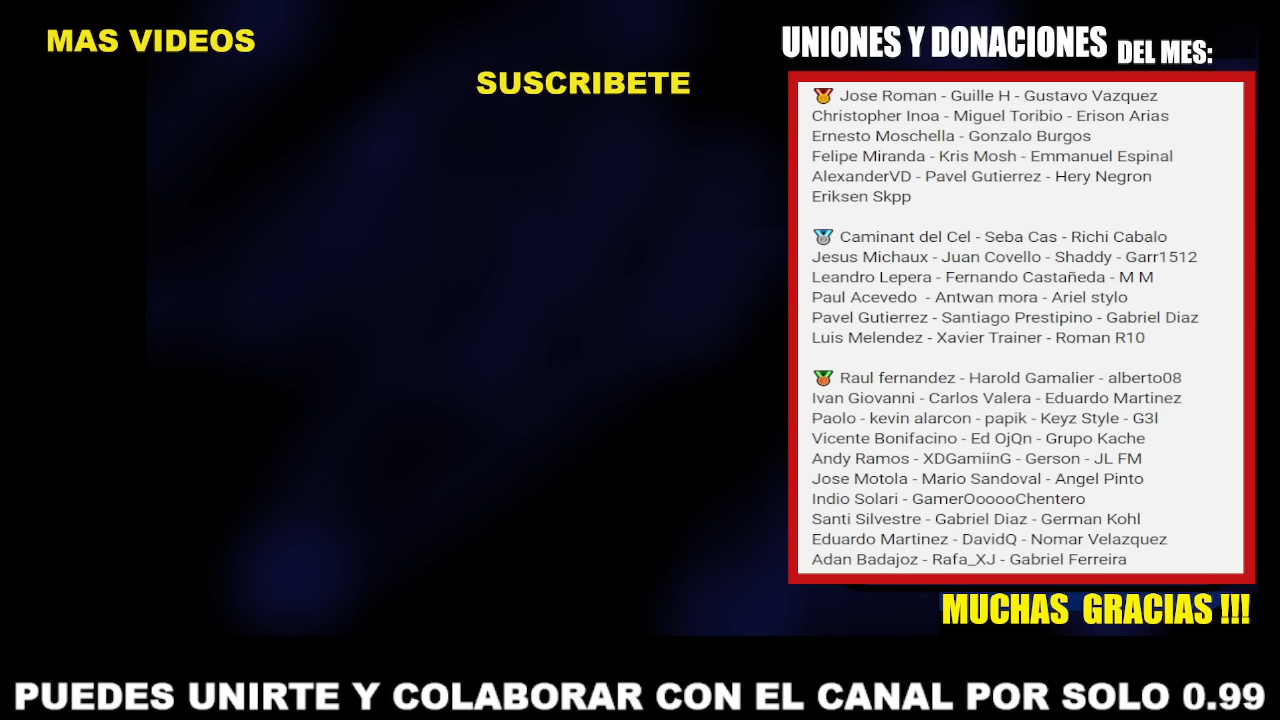 MAS VIDEOS
SUSCRIBETE
UNIONES Y DONACIONES DEL MES:
Jose Roman - Guille H - Gustavo Vazquez
Christopher Inoa - Miguel Toribio - Erison Arias
Ernesto Moschella - Gonzalo Burgos
Felipe Miranda - Kris Mosh - Emmanuel Espinal
AlexanderVD - Pavel Gutierrez - Hery Negron
Eriksen Skpp
Caminant del Cel - Seba Cas - Richi Cabalo
Jesus Michaux - Juan Covello - Shaddy - Garr1512
Leandro Lepera - Fernando Castañeda - M M
Paul Acevedo  - Antwan mora - Ariel stylo
Pavel Gutierrez - Santiago Prestipino - Gabriel Diaz
Luis Melendez - Xavier Trainer - Roman R10
Raul fernandez - Harold Gamalier - alberto08
Ivan Giovanni - Carlos Valera - Eduardo Martinez
Paolo - kevin alarcon - papik - Keyz Style - G3l
Vicente Bonifacino - Ed OjQn - Grupo Kache
Andy Ramos - XDGamiinG - Gerson - JL FM
Jose Motola - Mario Sandoval - Angel Pinto
Indio Solari - GamerOooooChentero
Santi Silvestre - Gabriel Diaz - German Kohl
Eduardo Martinez - DavidQ - Nomar Velazquez
Adan Badajoz - Rafa_XJ - Gabriel Ferreira
MUCHAS GRACIAS !!!
PUEDES UNIRTE Y COLABORAR CON EL CANAL POR SOLO 0.99